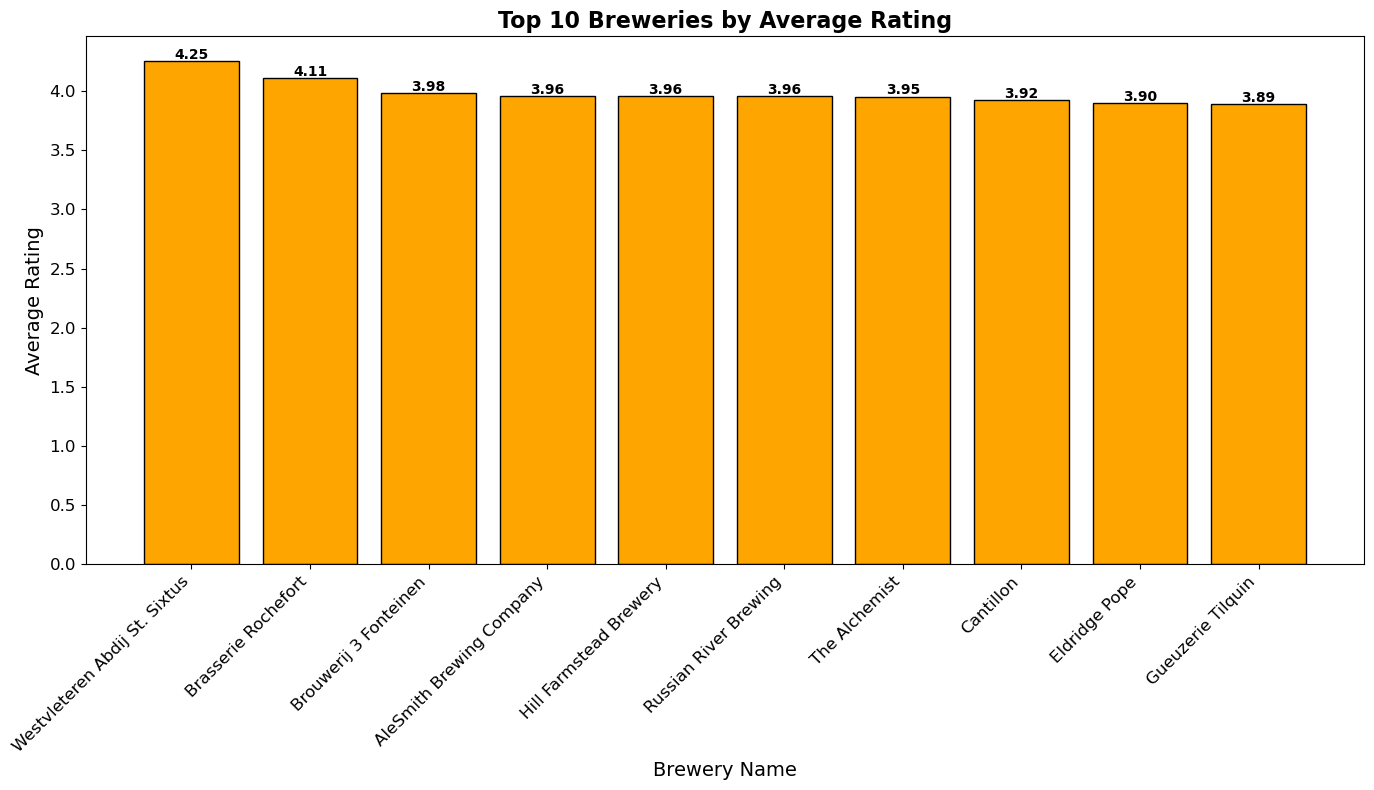 Top 10 Breweries by Average Rating
4.25
4.11
3.98
3.96
3.96
3.96
3.95
3.92
3.90
3.89
4.0
3.5
3.0
2.5
2.0
1.5
1.0
0.5
0.0
Average Rating
Westvleteren Abdij St. Sixtus
Brasserie Rochefort
Brouwerij 3 Fonteinen
AleSmith Brewing Company
Hill Farmstead Brewery
Russian River Brewing
The Alchemist
Cantillon
Eldridge Pope
Gueuzerie Tilquin
Brewery Name